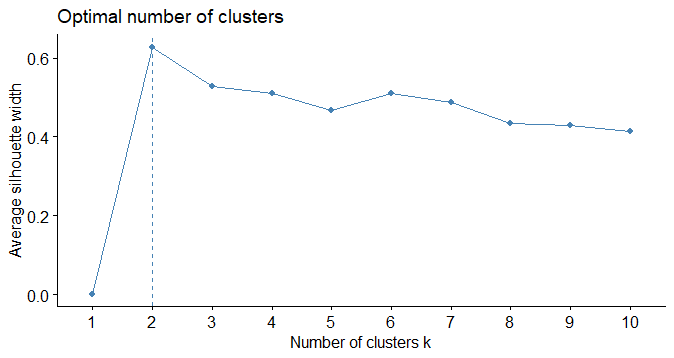 Optimal number of clusters
Average silhouette width
0.6
0.4
0.2
0.0
1 2 3 4 5 6 7 8 9 10
Number of clusters k